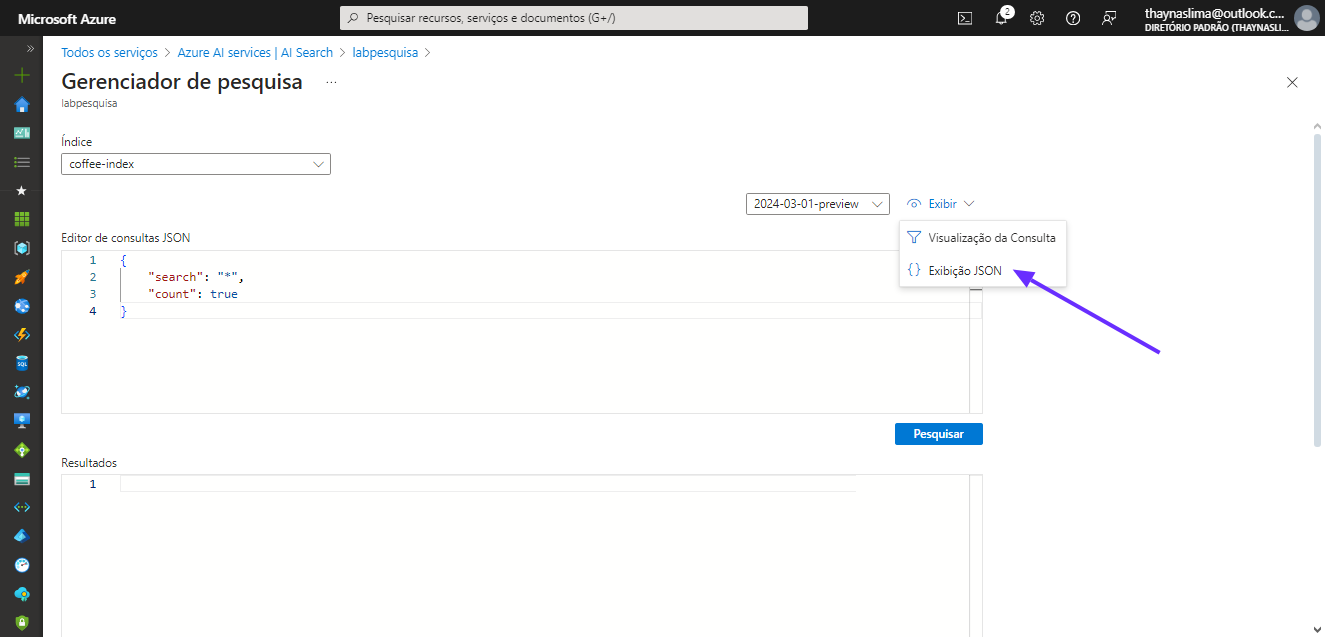 Microsoft Azure
Pesquisar recursos, serviços e documentos (G+/)
2
thaynaslima@outlook.c...
DIRETÓRIO PADRÃO (THAYNASLI...
Todos os serviços > Azure AI services | AI Search > labpesquisa >
Gerenciador de pesquisa ...
labpesquisa
Índice
coffee-index
2024-03-01-preview
Exibir
Visualização da Consulta
{} Exibição JSON
Editor de consultas JSON
1 {
2 "search": "*",
3 "count": true
4 }
Pesquisar
Resultados
1